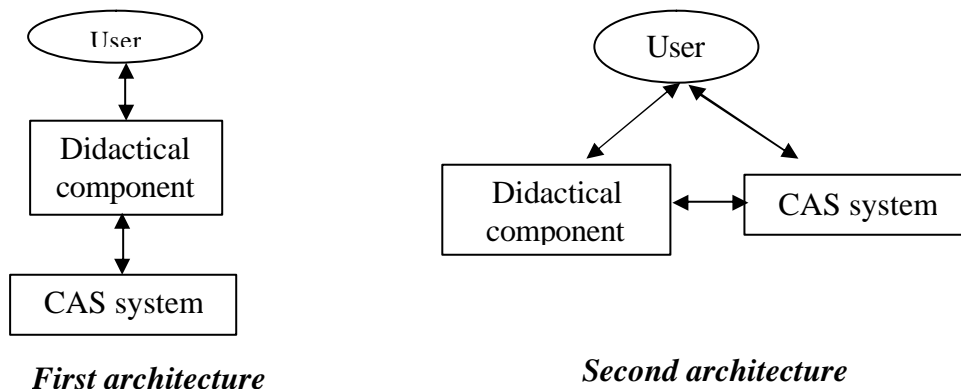 User
Didactical
component
CAS system
First architecture
User
Didactical
component
CAS system
Second architecture